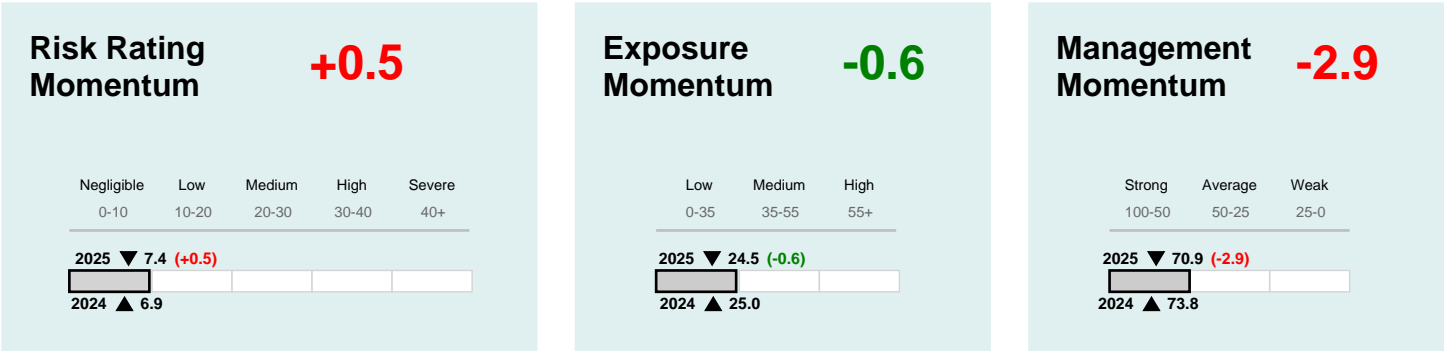 Risk Rating
Momentum
+0.5
Negligible Low Medium High Severe
0-10 10-20 20-30 30-40 40+
2025 ▼ 7.4 (+0.5)
2024 ▲ 6.9
Exposure
Momentum
-0.6
Low Medium High
0-35 35-55 55+
2025 ▼ 24.5 (-0.6)
2024 ▲ 25.0
Management
Momentum
-2.9
Strong Average Weak
100-50 50-25 25-0
2025 ▼ 70.9 (-2.9)
2024 ▲ 73.8